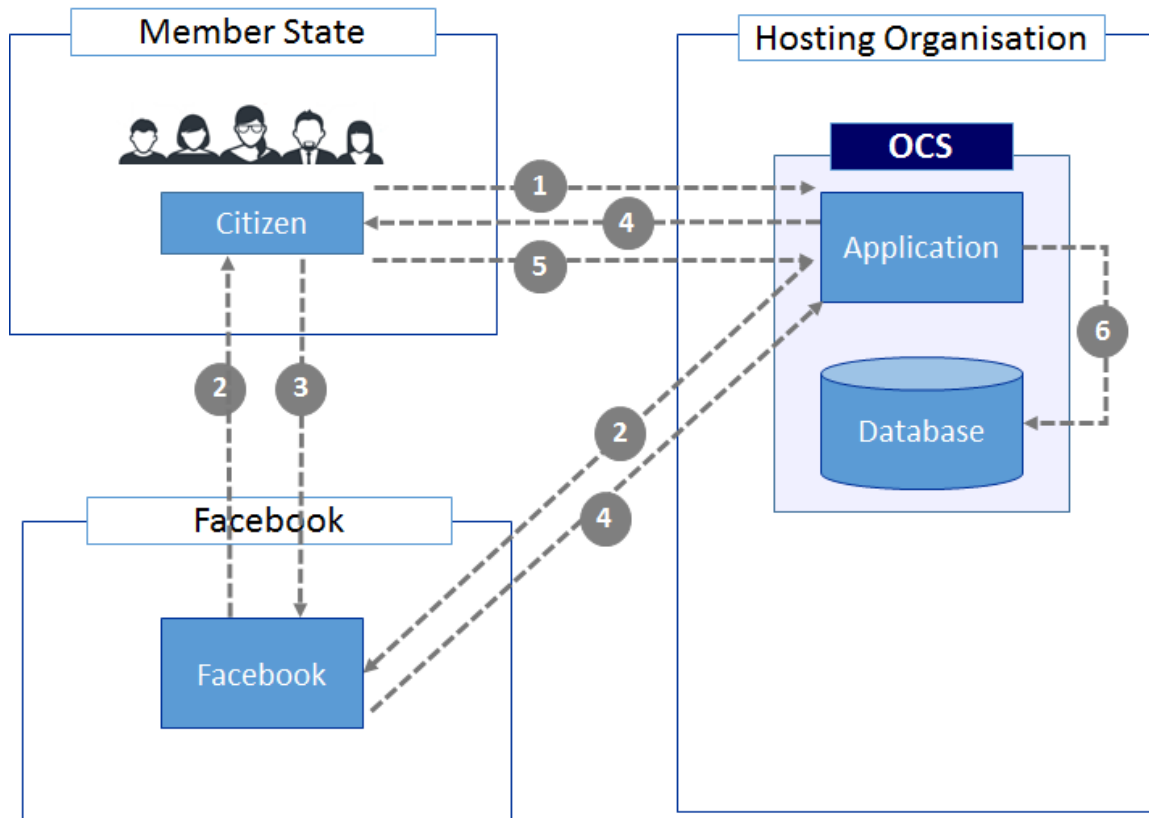 Member State
Hosting Organisation
OCS
1
Citizen
4
Application
5
6
2
3
Database
2
Facebook
4
Facebook